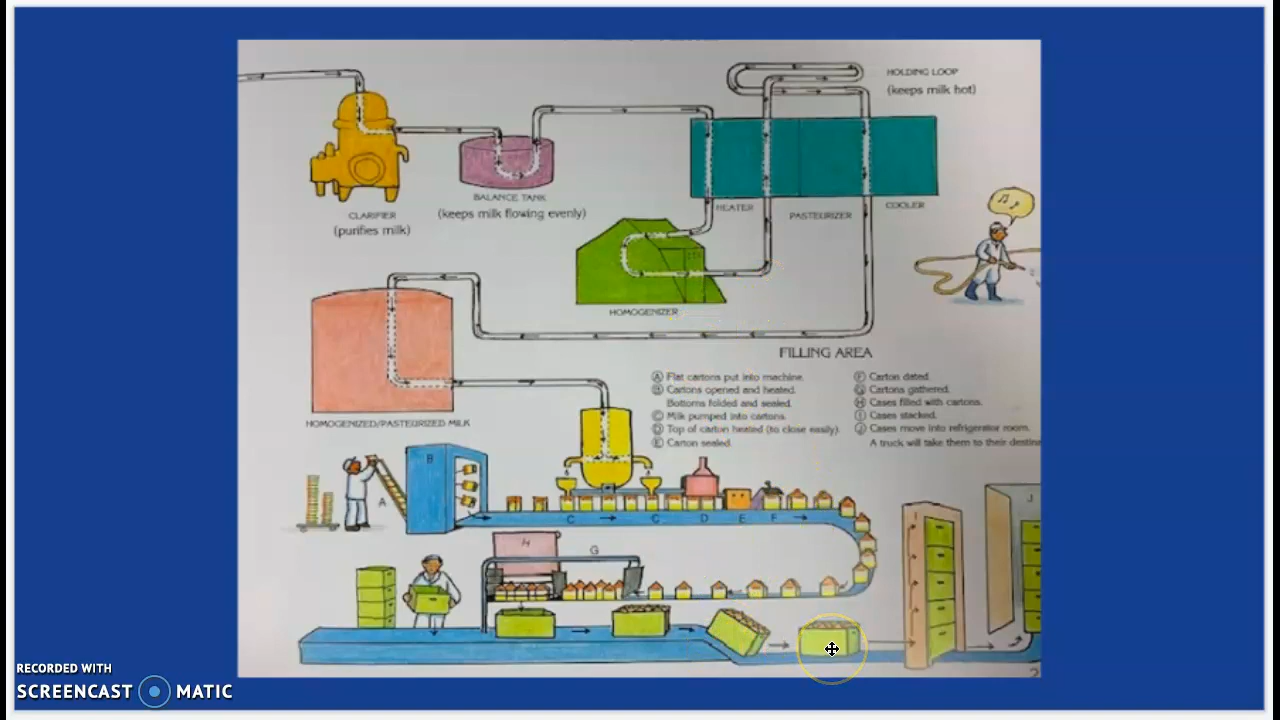 HOLDING LOOP
(keeps milk hot)
BALANCE TANK
(keeps milk flowing evenly)
CLARIFIER
(purifies milk)
HEATER
PASTEURIZER
COOLER
HOMOGENIZER
HOMOGENIZED/PASTEURIZED MILK
FILLING AREA
A Flat cartons put into machine.
B Cartons opened and heated.
Bottoms folded and sealed.
C Milk pumped into cartons.
D Top of carton heated (to close easily).
E Carton sealed.
F Carton dated.
G Cartons gathered.
H Cases filled with cartons.
I Cases stacked.
J Cases move into refrigerator room.
A truck will take them to their
A
B
C
C
D
E
F
G
H
I
J
RECORDED WITH
SCREENCAST MATIC